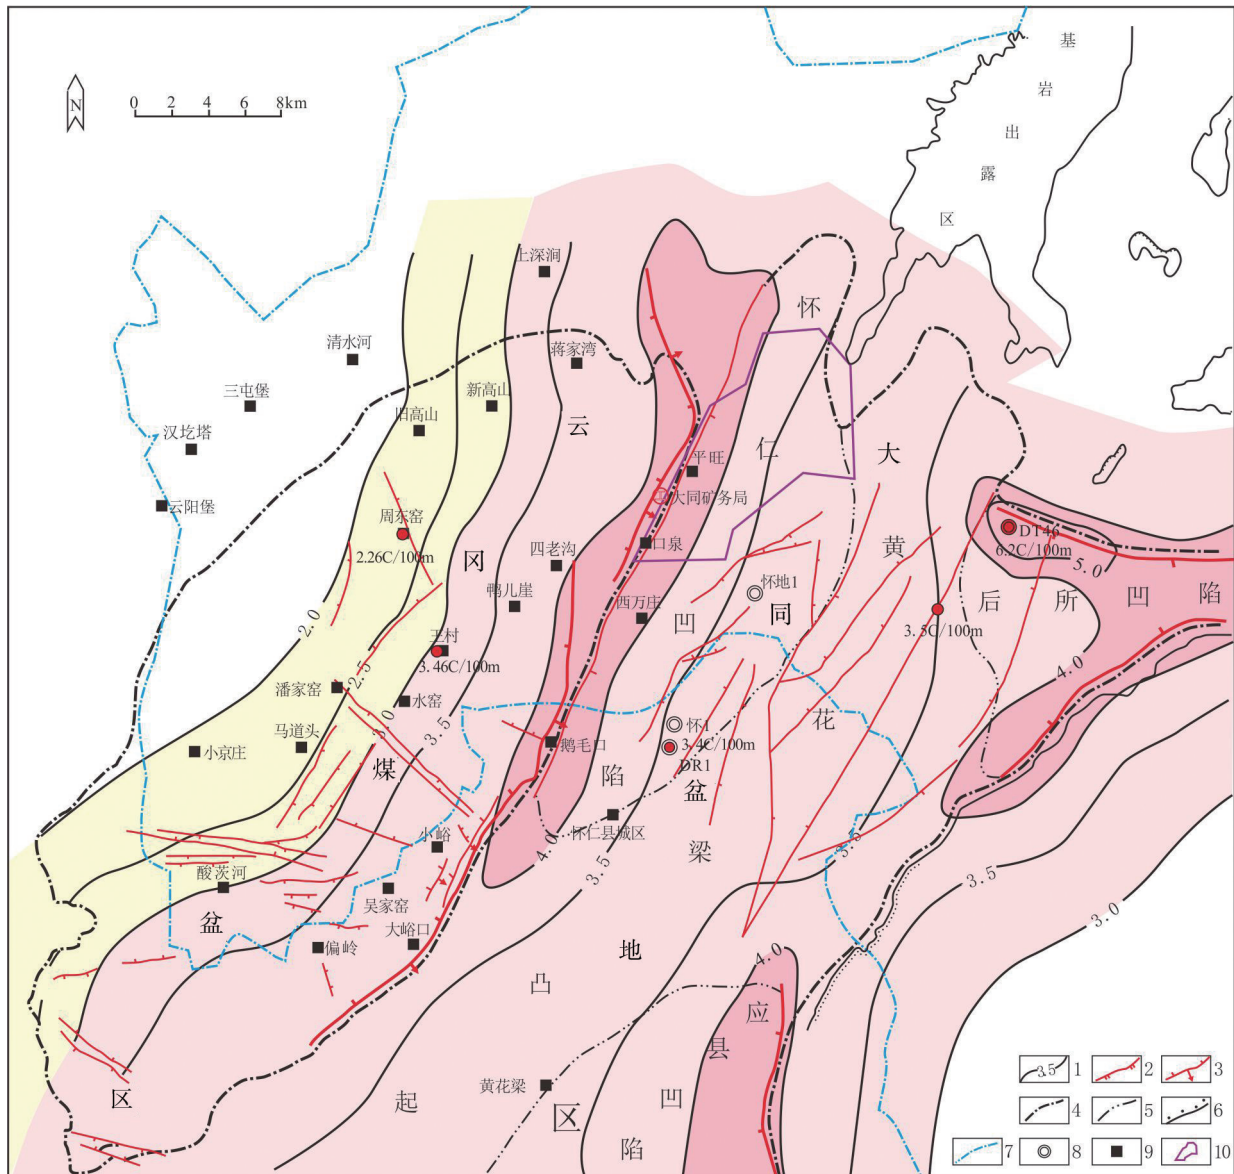 N
0 2 4 6 8km
基
岩
出
露
区
上深涧
怀
清水河
蒋家湾
三屯堡
新高山
旧高山
云
汉圪塔
仁
大
平旺
大同矿务局
云阳堡
周东窑
2.26C/100m
冈
四老沟
口泉
黄
DT46
6.2C/100m
5.0
怀地1
鸭儿崖
西万庄
凹
同
后
所
凹
陷
3.5C/100m
2.0
王村
3.46C/100m
2.5
4.0
潘家窑
水窑
花
马道头
3.0
3.5
怀1
3.4C/100m
DR1
小京庄
鹅毛口
煤
陷
盆
怀仁县城区
小峪
4.0
梁
3.5
3.5
3.5
3.0
酸茨河
吴家窑
盆
大峪口
偏岭
地
4.0
凸
应
县
黄花梁
区
起
区
凹
陷
3.5 1
2
3
4
5
6
7
8
9
10